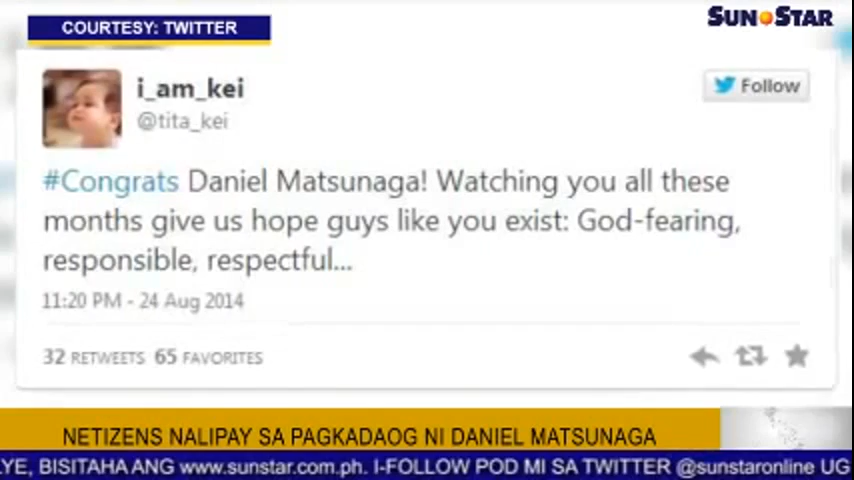 COURTESY: TWITTER
SUN STAR
i_am_kei
@tita_kei
Follow
#Congrats Daniel Matsunaga! Watching you all these
months give us hope guys like you exist: God-fearing,
responsible, respectful...
11:20 PM - 24 Aug 2014
32 RETWEETS 65 FAVORITES
NETIZENS NALIPAY SA PAGKADAOG NI DANIEL MATSUNAGA
BISITAHA ANG www.sunstar.com.ph. I-FOLLOW POD MI SA TWITTER @sunstaronline UG